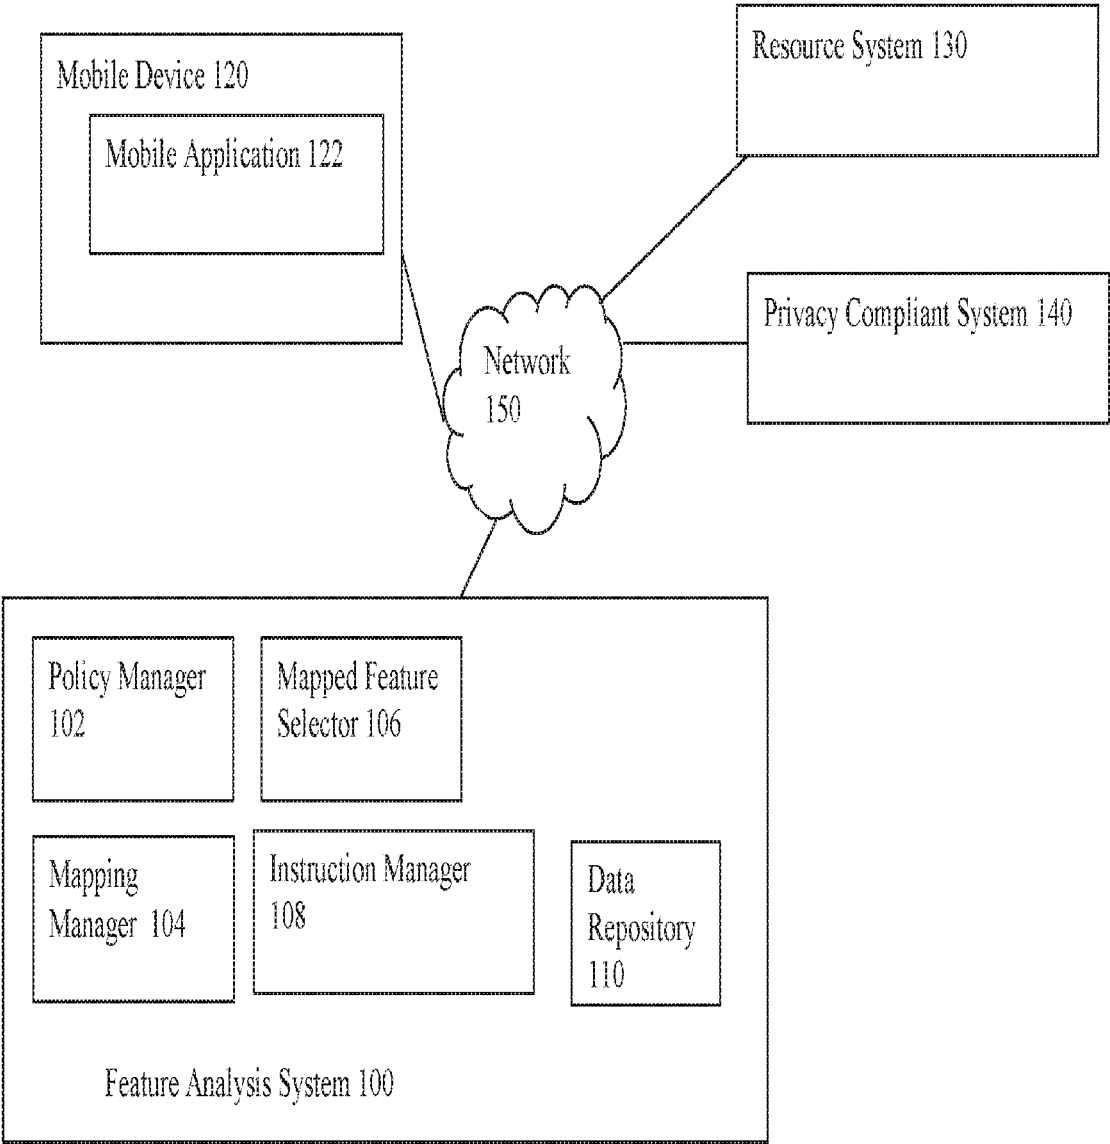 Mobile Device 120
Mobile Application 122
Resource System 130
Privacy Compliant System 140
Network
150
Policy Manager
102
Mapped Feature
Selector 106
Mapping
Manager 104
Instruction Manager
108
Data
Repository
110
Feature Analysis System 100